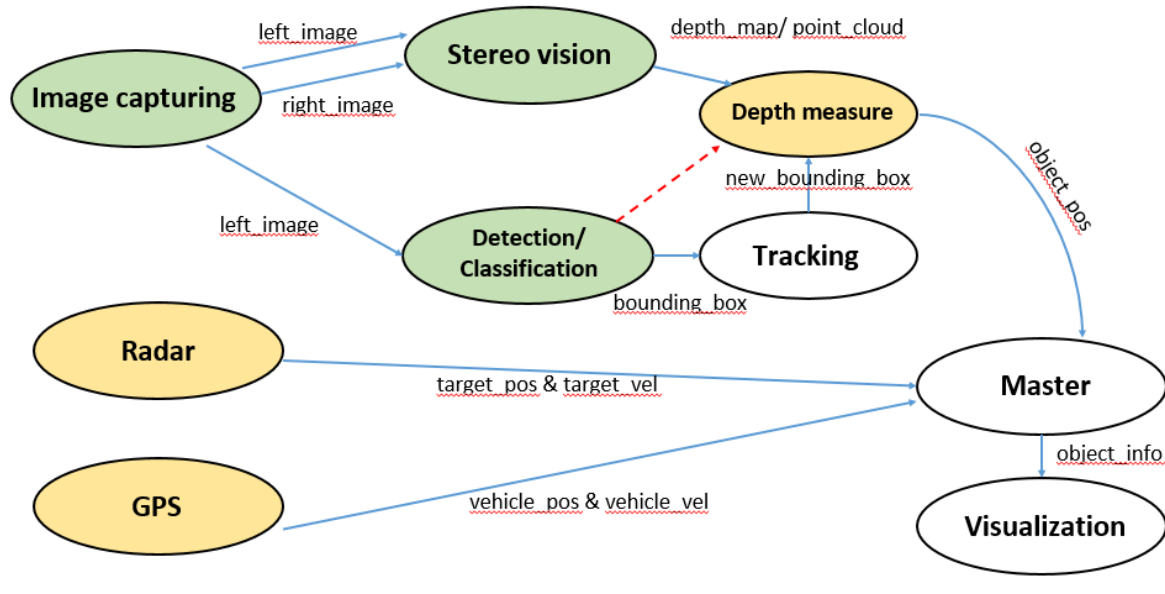 left_image
Stereo vision
depth_map/ point_cloud
Image capturing
right_image
Depth measure
object_pos
new_bounding_box
left_image
Detection/
Classification
Tracking
bounding_box
Radar
target_pos & target_vel
Master
object_info
GPS
vehicle_pos & vehicle_vel
Visualization